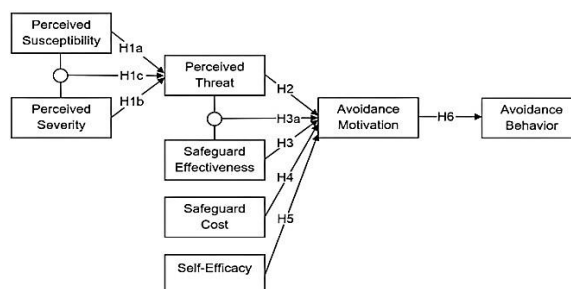 Perceived
Susceptibility
H1a
H1c
H1b
Perceived
Severity
Perceived
Threat
H2
H3a
H3
H4
H5
Safeguard
Effectiveness
Safeguard
Cost
Self-Efficacy
Avoidance
Motivation
H6
Avoidance
Behavior